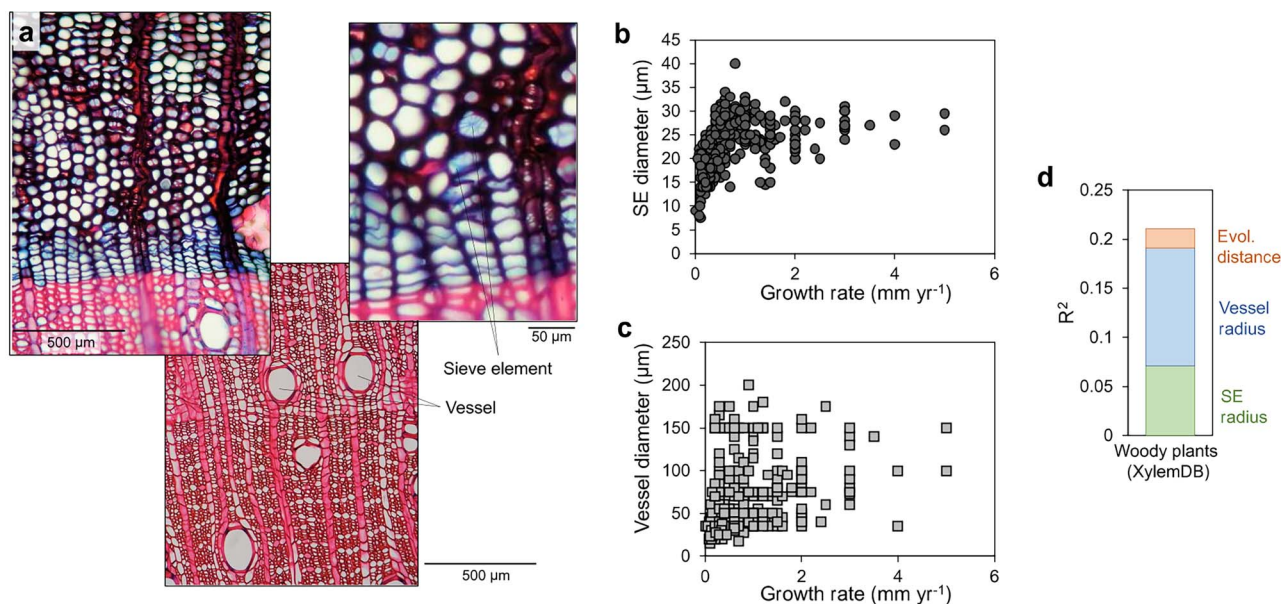 a
500 µm
50 µm
Sieve element
Vessel
500 µm
b
SE diameter (µm)
45
40
35
30
25
20
15
10
5
0
0
2
4
6
Growth rate (mm yr⁻¹)
c
Vessel diameter (µm)
250
200
150
100
50
0
0
2
4
6
Growth rate (mm yr⁻¹)
d
R²
0.25
0.2
0.15
0.1
0.05
0
Evol.
distance
Vessel
radius
SE
radius
Woody plants
(XylemDB)